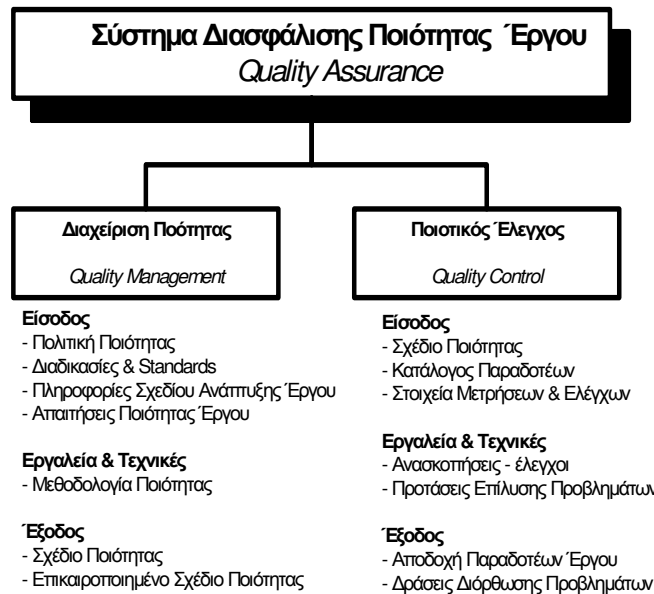 Σύστημα Διασφάλισης Ποιότητας Έργου
Quality Assurance
Διαχείριση Ποότητας
Quality Management
Είσοδος
- Πολιτική Ποιότητας
- Διαδικασίες & Standards
- Πληροφορίες Σχεδίου Ανάπτυξης Έργου
- Απαιτήσεις Ποιότητας Έργου
Εργαλεία & Τεχνικές
- Μεθοδολογία Ποιότητας
Έξοδος
- Σχέδιο Ποιότητας
- Επικαιροποιημένο Σχέδιο Ποιότητας
Ποιοτικός Έλεγχος
Quality Control
Είσοδος
- Σχέδιο Ποιότητας
- Κατάλογος Παραδοτέων
- Στοιχεία Μετρήσεων & Ελέγχων
Εργαλεία & Τεχνικές
- Ανασκοπήσεις - έλεγχοι
- Προτάσεις Επίλυσης Προβλημάτων
Έξοδος
- Αποδοχή Παραδοτέων Έργου
- Δράσεις Διόρθωσης Προβλημάτων